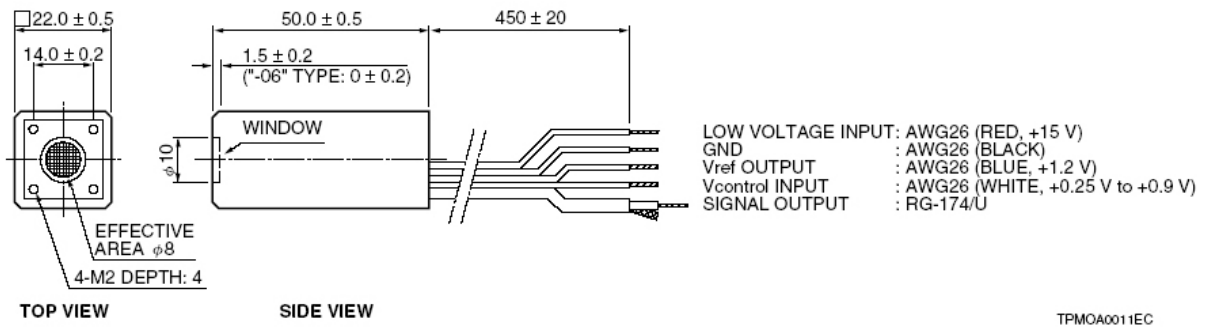 □22.0 ± 0.5
50.0 ± 0.5
450 ± 20
14.0 ± 0.2
1.5 ± 0.2
("-06" TYPE: 0 ± 0.2)
WINDOW
φ10
LOW VOLTAGE INPUT: AWG26 (RED, +15 V)
GND : AWG26 (BLACK)
Vref OUTPUT : AWG26 (BLUE, +1.2 V)
Vcontrol INPUT : AWG26 (WHITE, +0.25 V to +0.9 V)
SIGNAL OUTPUT : RG-174/U
EFFECTIVE
AREA φ8
4-M2 DEPTH: 4
TOP VIEW
SIDE VIEW
TPMOA0011EC